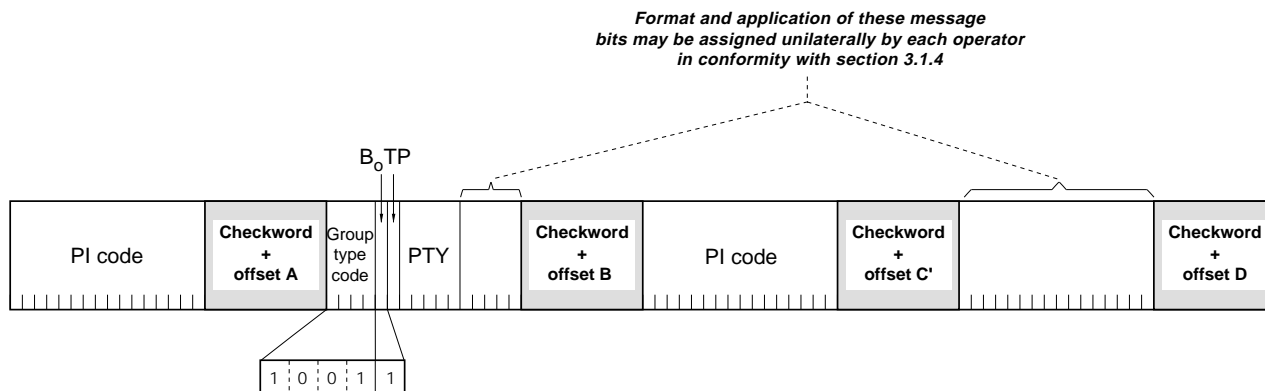 Format and application of these message
bits may be assigned unilaterally by each operator
in conformity with section 3.1.4
BoTP
PI code
Checkword
+
offset A
Group
type
code
PTY
Checkword
+
offset B
PI code
Checkword
+
offset C'
Checkword
+
offset D
1 0 0 1 1